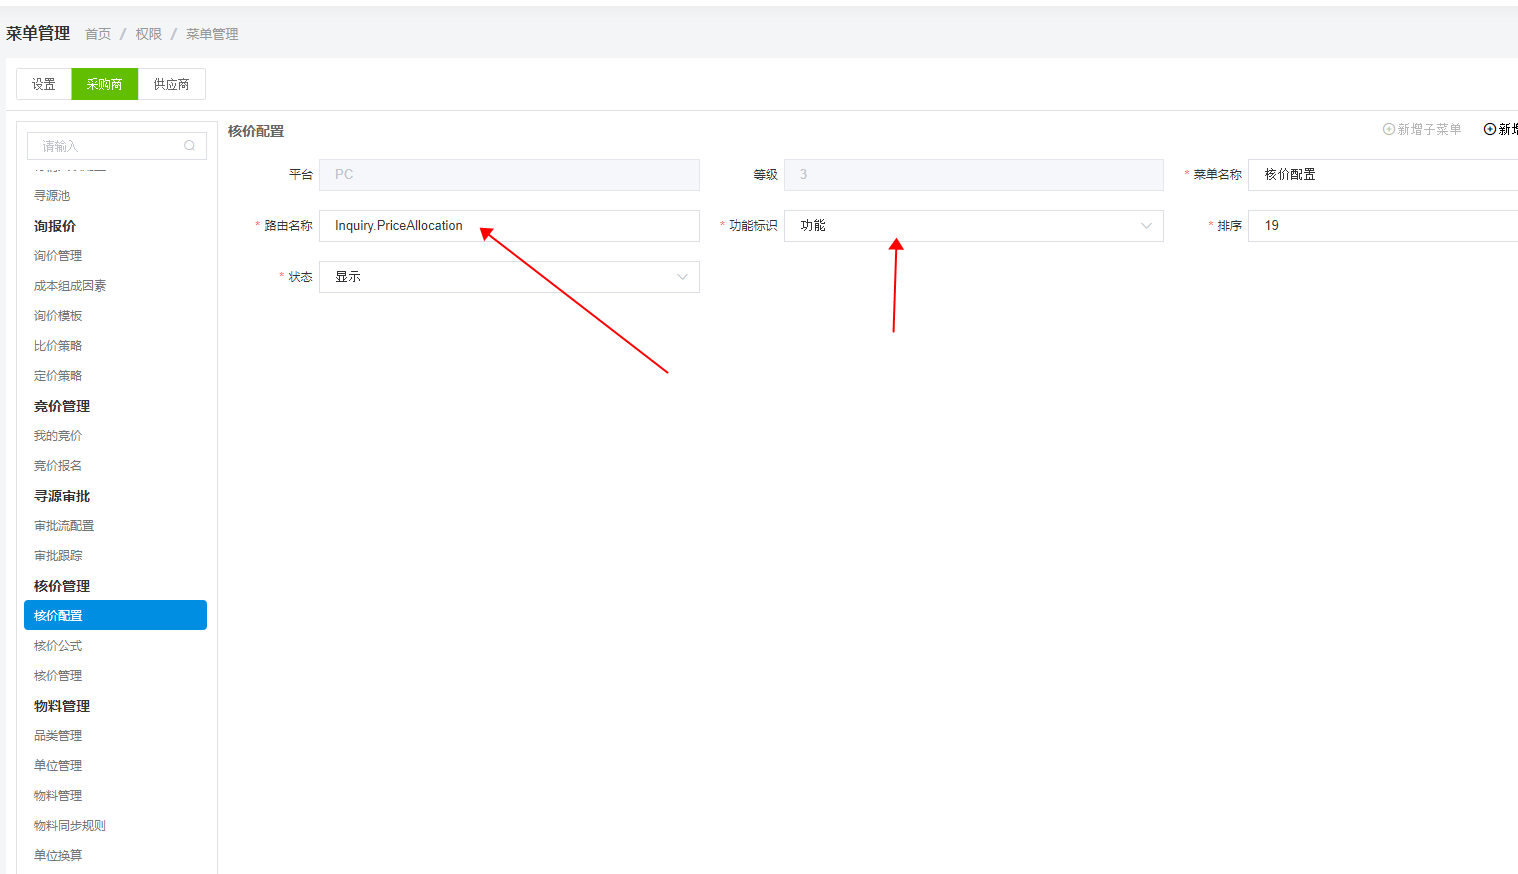 菜单管理 首页 / 权限 / 菜单管理
设置 采购商 供应商
请输入
寻源池
询报价
询价管理
成本组成因素
询价模板
比价策略
定价策略
竞价管理
我的竞价
竞价报名
寻源审批
审批流配置
审批跟踪
核价管理
核价配置
核价公式
核价管理
物料管理
品类管理
单位管理
物料管理
物料同步规则
单位换算
核价配置 新增子菜单 新增
平台 PC 等级 3 * 菜单名称 核价配置
* 路由名称 Inquiry.PriceAllocation * 功能标识 功能 * 排序 19
* 状态 显示